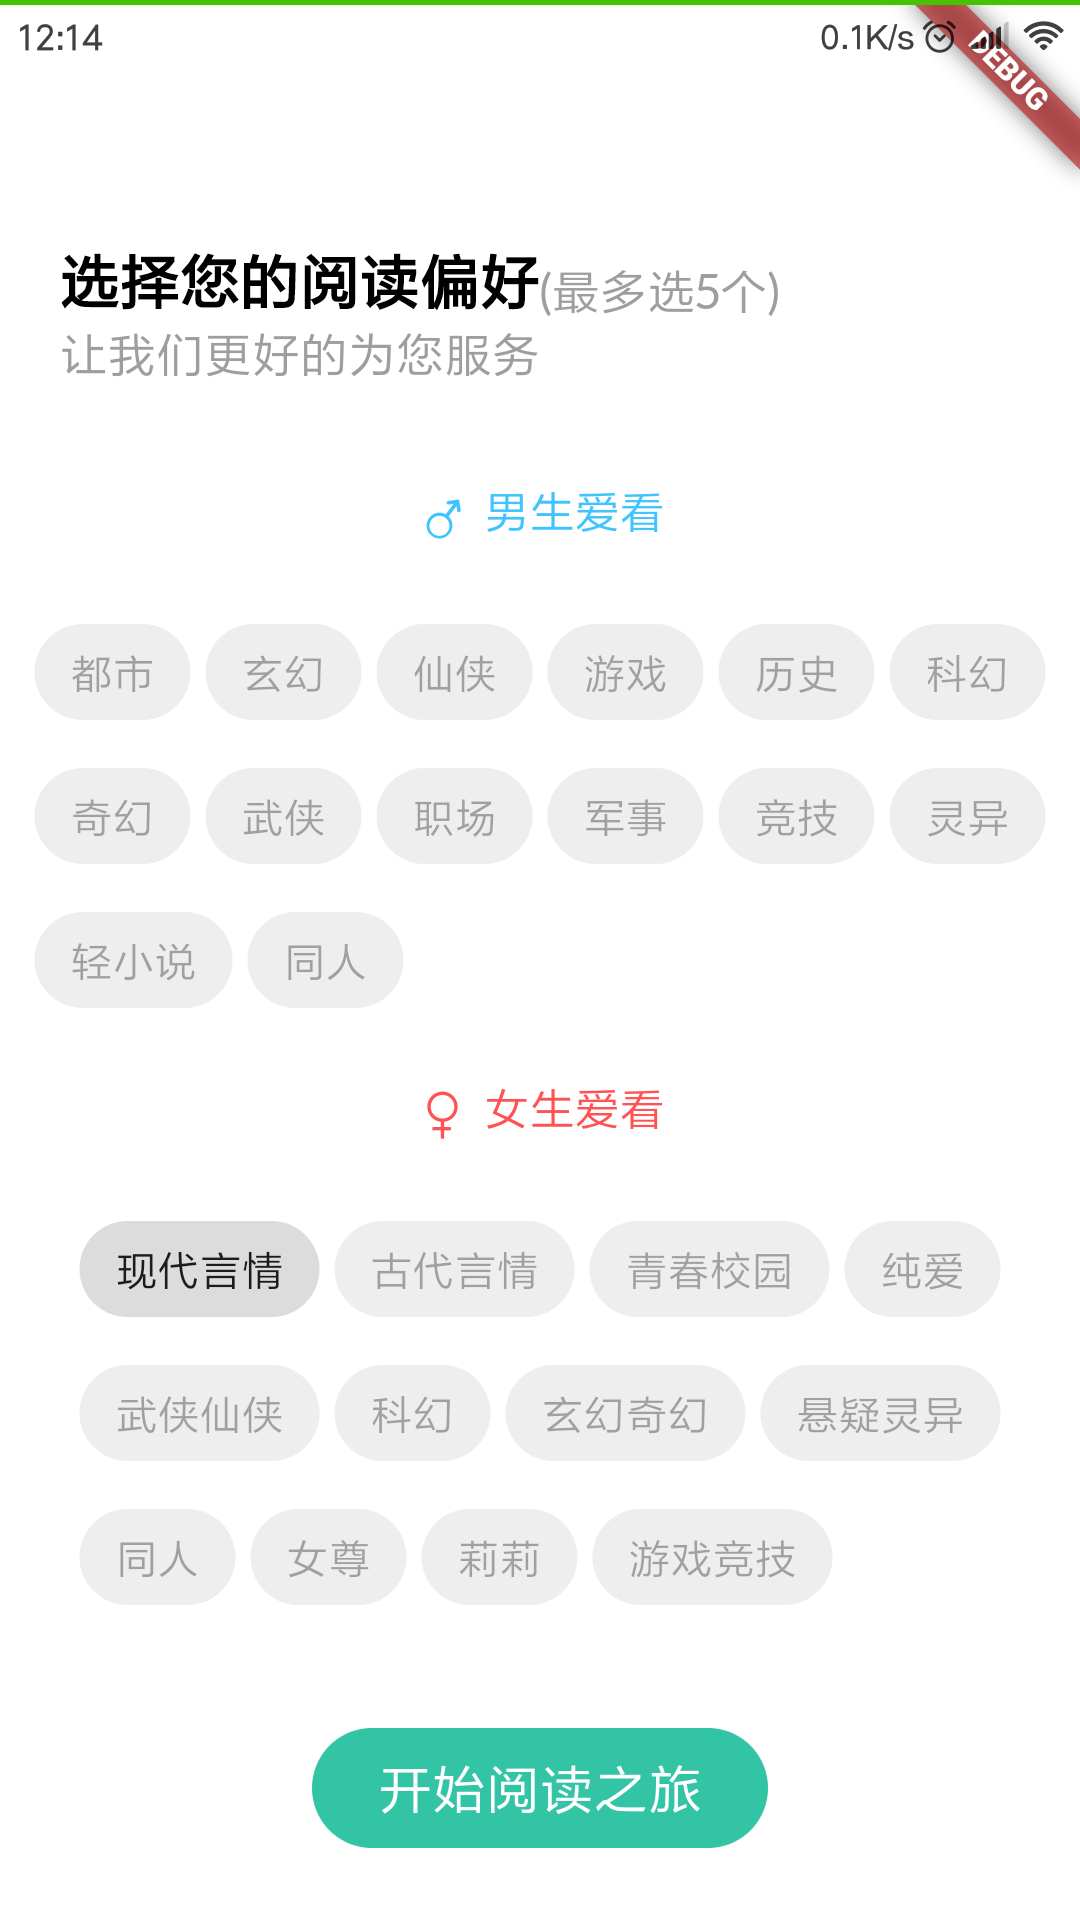 12:14 0.1K/s
DEBUG
选择您的阅读偏好(最多选5个)
让我们更好的为您服务
男生爱看
都市 玄幻 仙侠 游戏 历史 科幻
奇幻 武侠 职场 军事 竞技 灵异
轻小说 同人
女生爱看
现代言情 古代言情 青春校园 纯爱
武侠仙侠 科幻 玄幻奇幻 悬疑灵异
同人 女尊 莉莉 游戏竞技
开始阅读之旅